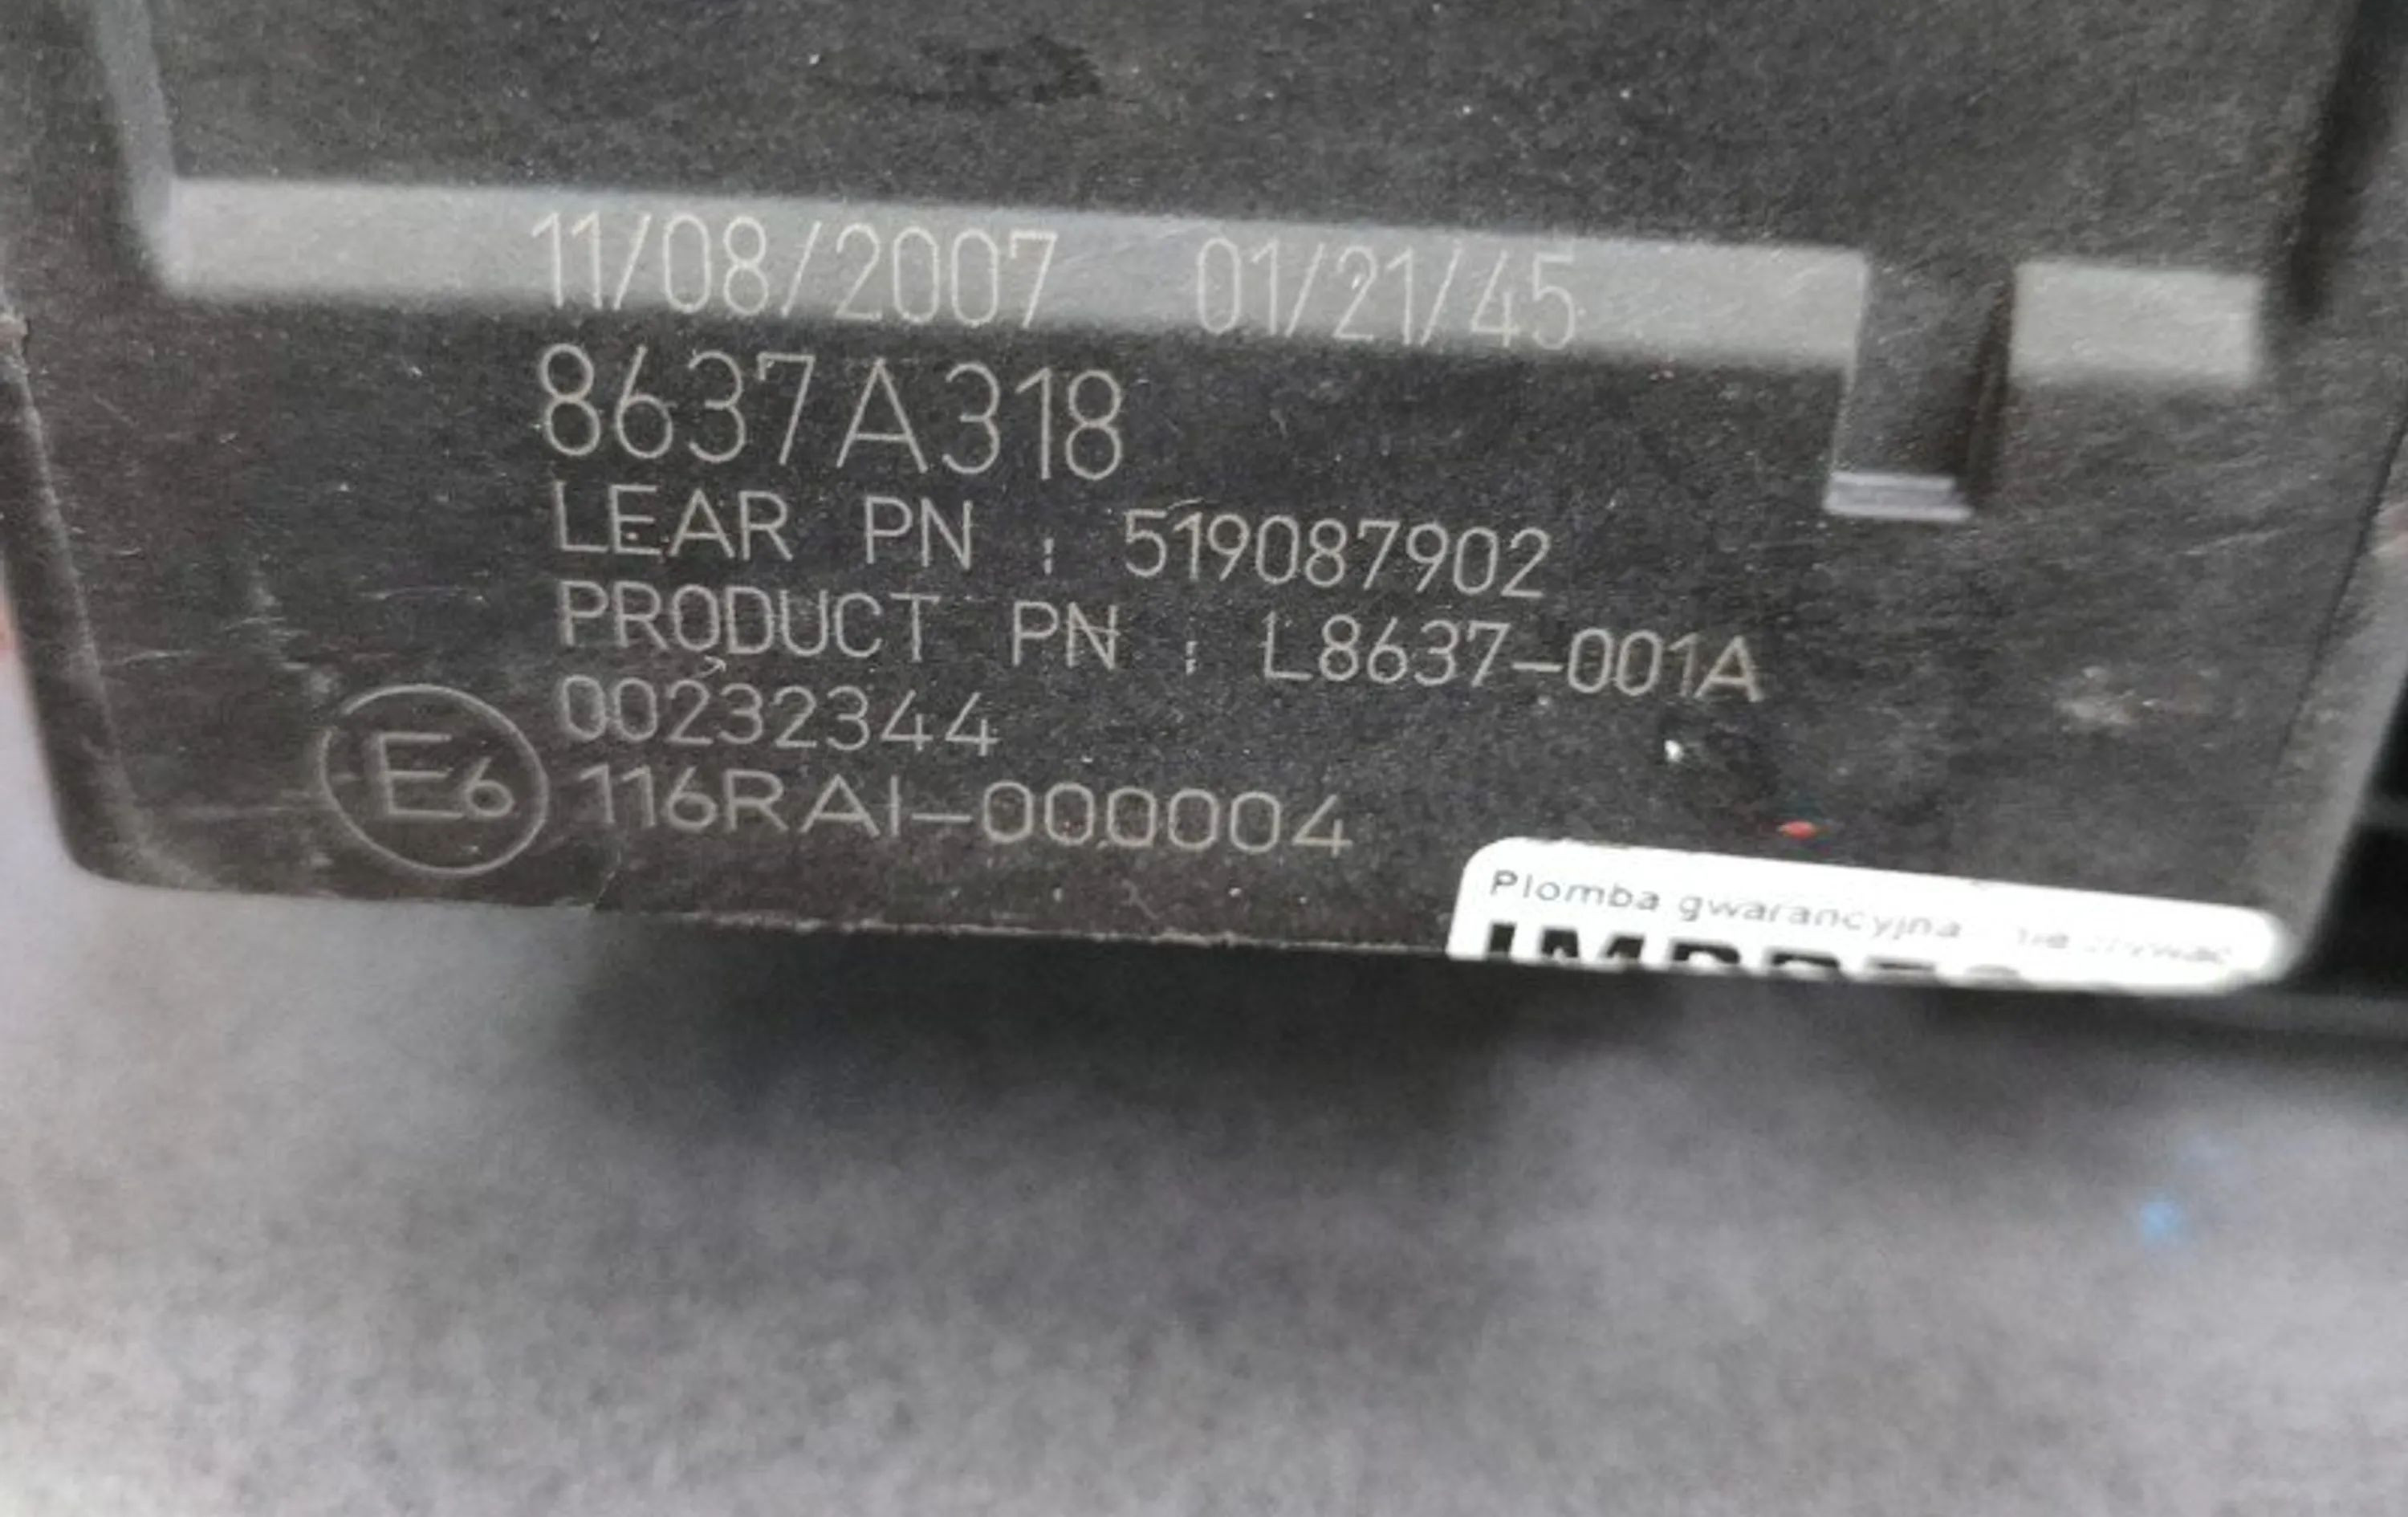 11/08/2007 01/21/45
8637A318
LEAR PN : 519087902
PRODUCT PN : L8637-001A
00232344
E6 116RAI-000004
Plomba gwarancyjna